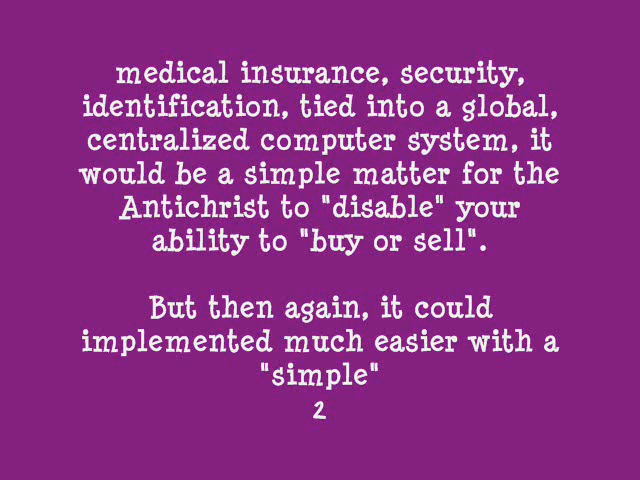 medical insurance, security,
identification, tied into a global,
centralized computer system, it
would be a simple matter for the
Antichrist to "disable" your
ability to "buy or sell".
But then again, it could
implemented much easier with a
"simple"
2